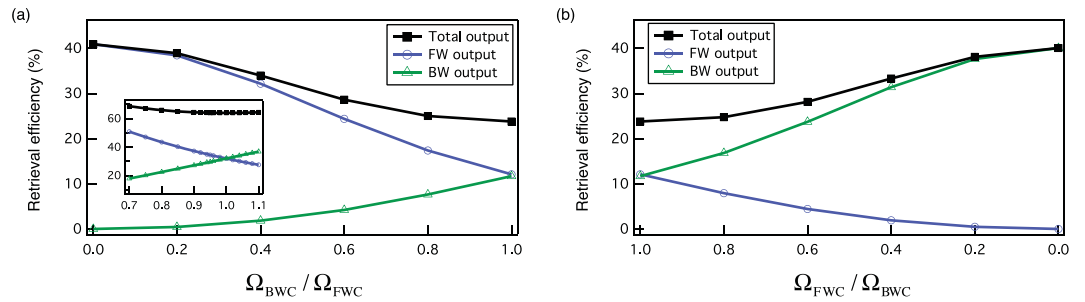 (a)
Retrieval efficiency (%)
40
30
20
10
0
Total output
FW output
BW output
60
40
20
0.7 0.8 0.9 1.0 1.1
0.0 0.2 0.4 0.6 0.8 1.0
Ω_BWC / Ω_FWC
(b)
Retrieval efficiency (%)
40
30
20
10
0
Total output
FW output
BW output
1.0 0.8 0.6 0.4 0.2 0.0
Ω_FWC / Ω_BWC